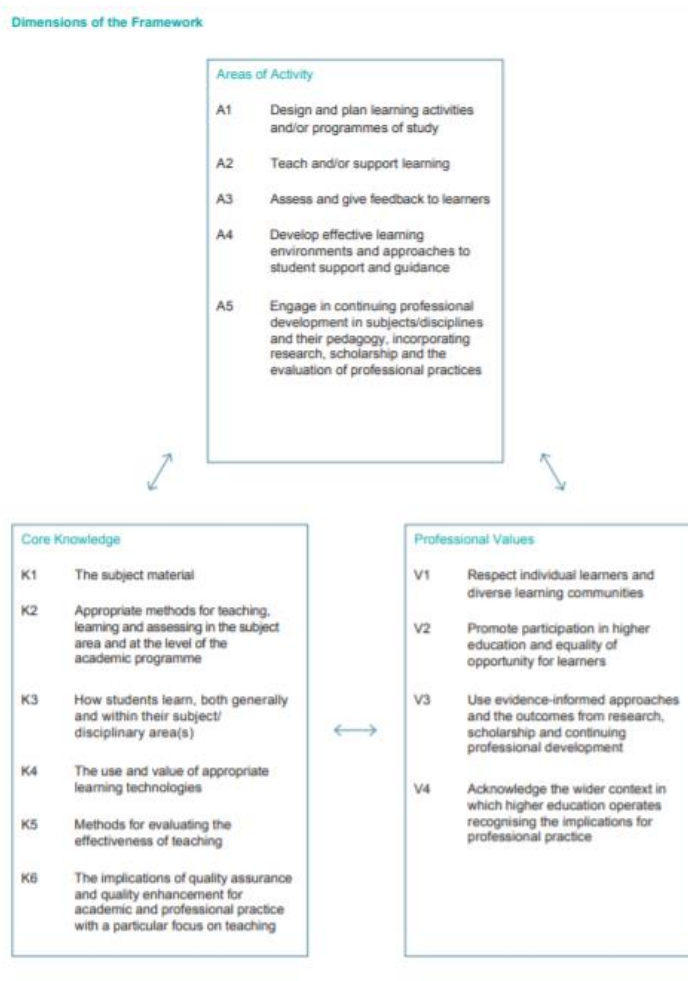 Dimensions of the Framework
Areas of Activity
A1 Design and plan learning activities
and/or programmes of study
A2 Teach and/or support learning
A3 Assess and give feedback to learners
A4 Develop effective learning
environments and approaches to
student support and guidance
A5 Engage in continuing professional
development in subjects/disciplines
and their pedagogy, incorporating
research, scholarship and the
evaluation of professional practices
Core Knowledge
K1 The subject material
K2 Appropriate methods for teaching,
learning and assessing in the subject
area and at the level of the
academic programme
K3 How students learn, both generally
and within their subject/
disciplinary area(s)
K4 The use and value of appropriate
learning technologies
K5 Methods for evaluating the
effectiveness of teaching
K6 The implications of quality assurance
and quality enhancement for
academic and professional practice
with a particular focus on teaching
Professional Values
V1 Respect individual learners and
diverse learning communities
V2 Promote participation in higher
education and equality of
opportunity for learners
V3 Use evidence-informed approaches
and the outcomes from research,
scholarship and continuing
professional development
V4 Acknowledge the wider context in
which higher education operates
recognising the implications for
professional practice